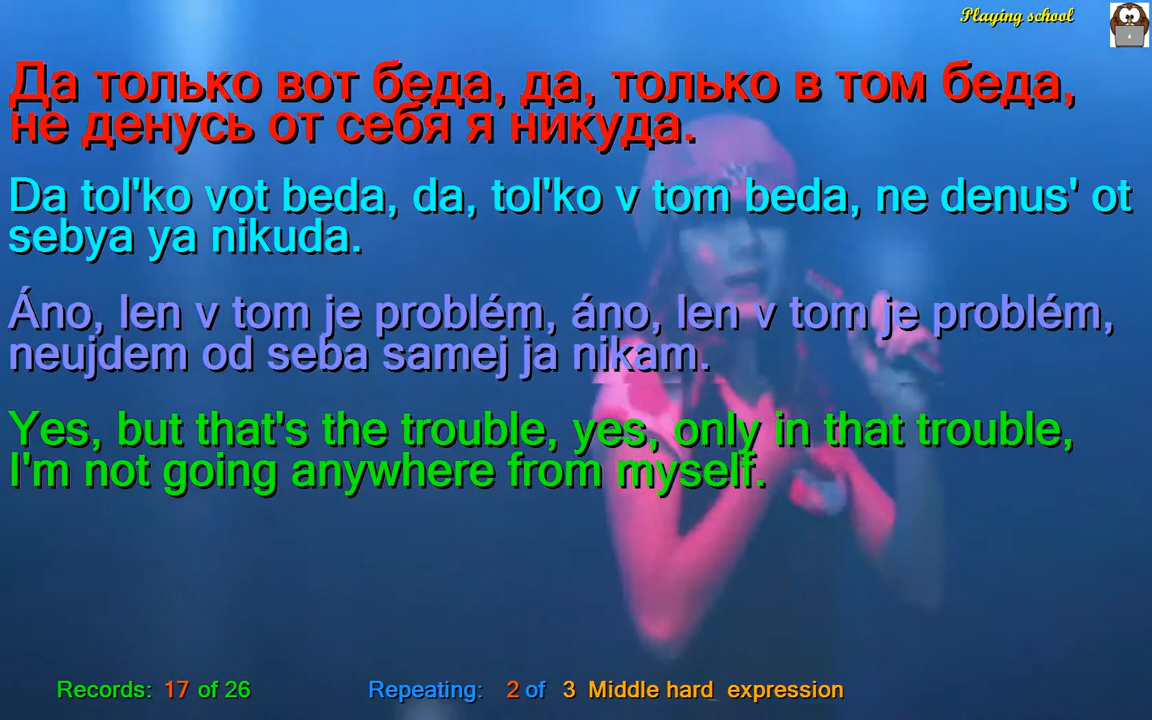 Playing school
Да только вот беда, да, только в том беда,
не денусь от себя я никуда.
Da tol'ko vot beda, da, tol'ko v tom beda, ne denus' ot
sebya ya nikuda.
Áno, len v tom je problém, áno, len v tom je problém,
neujdem od seba samej ja nikam.
Yes, but that's the trouble, yes, only in that trouble,
I'm not going anywhere from myself.
Records: 17 of 26 Repeating: 2 of 3 Middle hard expression